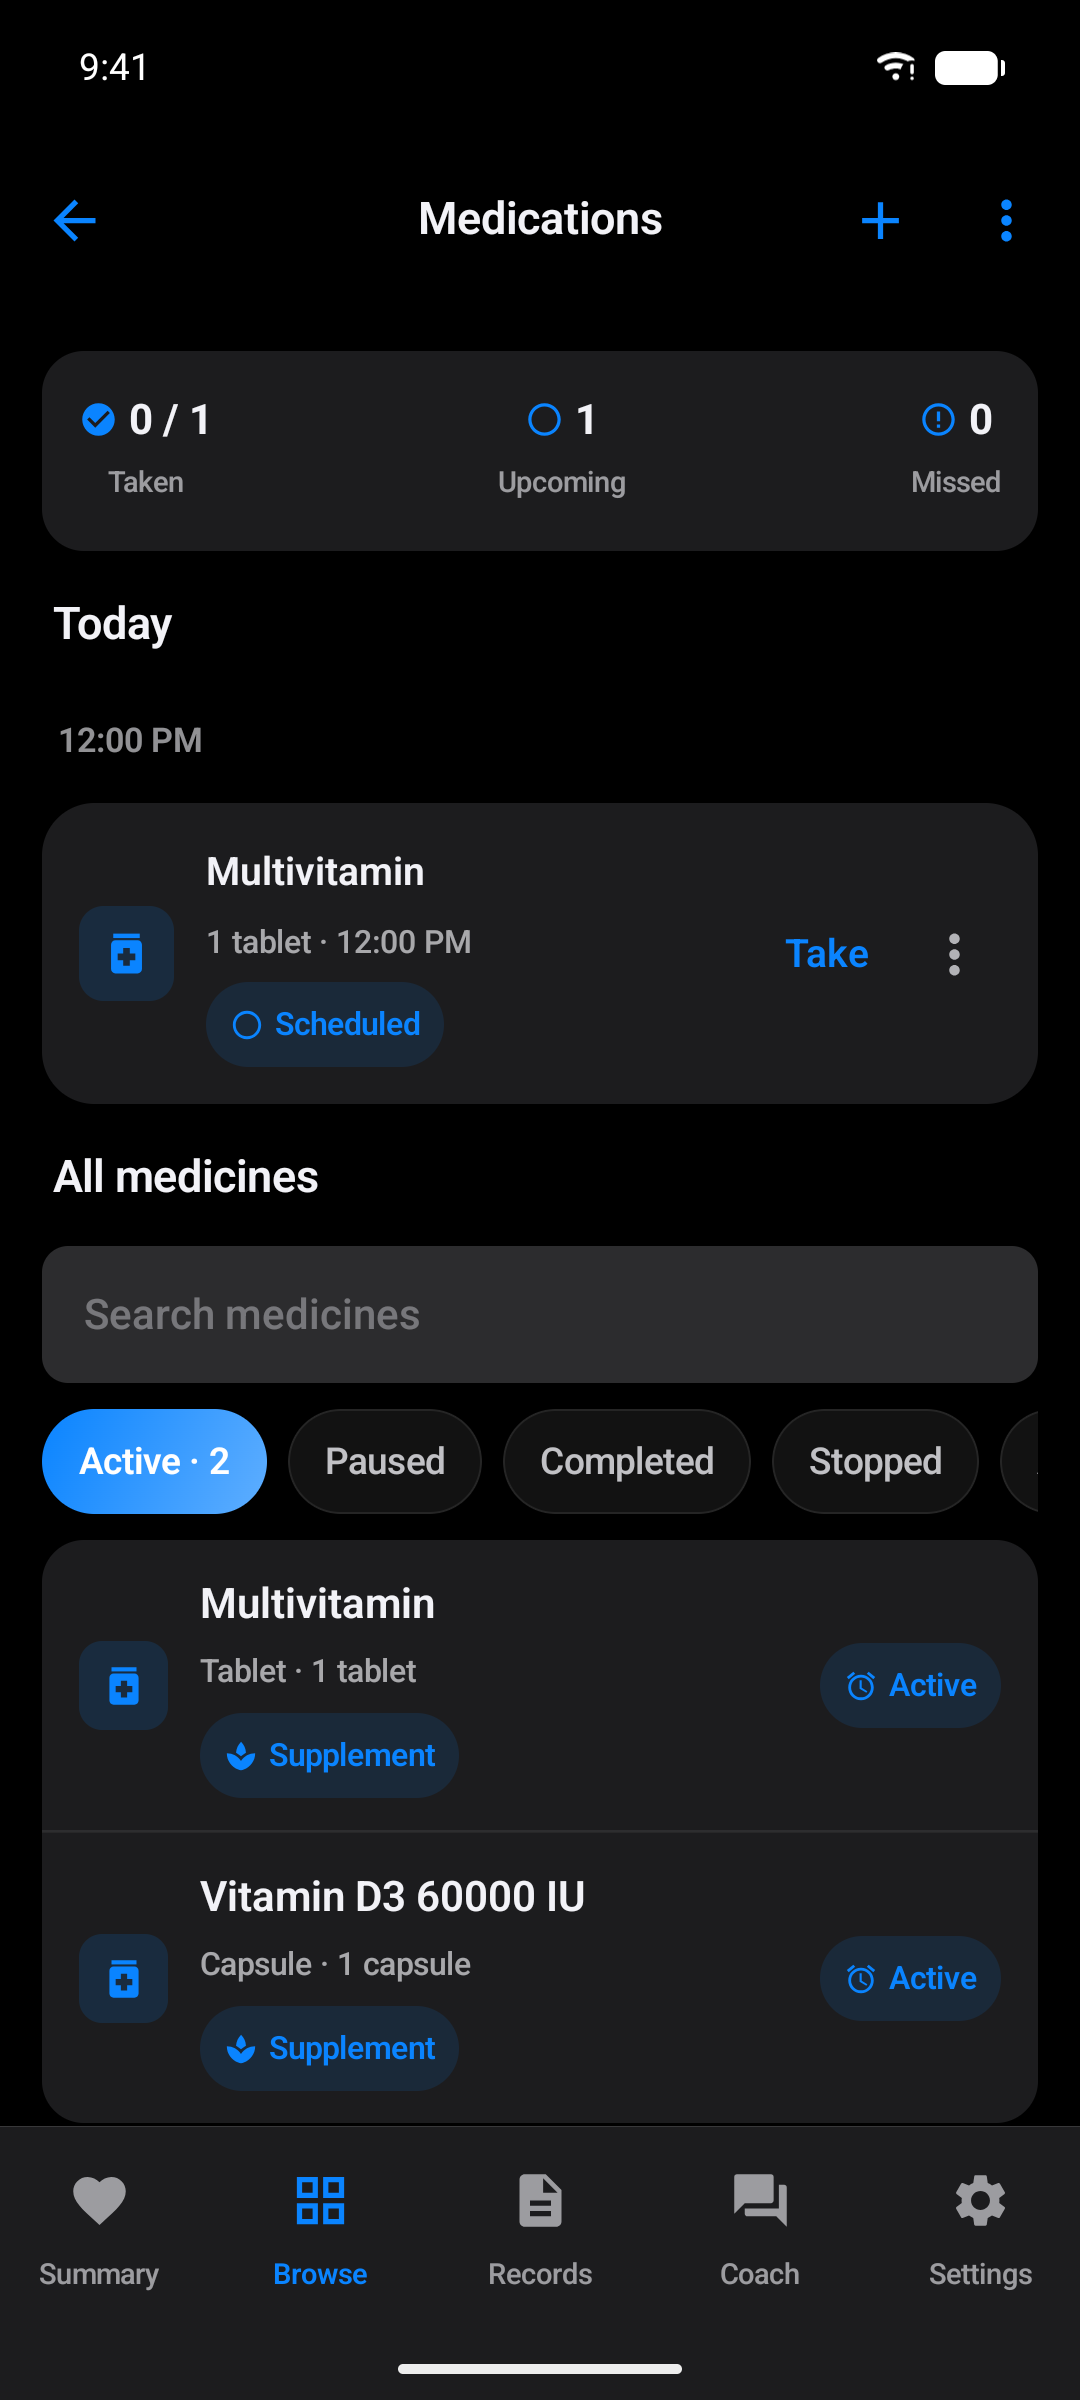 9:41
Medications
0 / 1
Taken
1
Upcoming
0
Missed
Today
12:00 PM
Multivitamin
1 tablet · 12:00 PM
Scheduled
Take
All medicines
Search medicines
Active · 2
Paused
Completed
Stopped
Multivitamin
Tablet · 1 tablet
Supplement
Active
Vitamin D3 60000 IU
Capsule · 1 capsule
Supplement
Active
Summary
Browse
Records
Coach
Settings